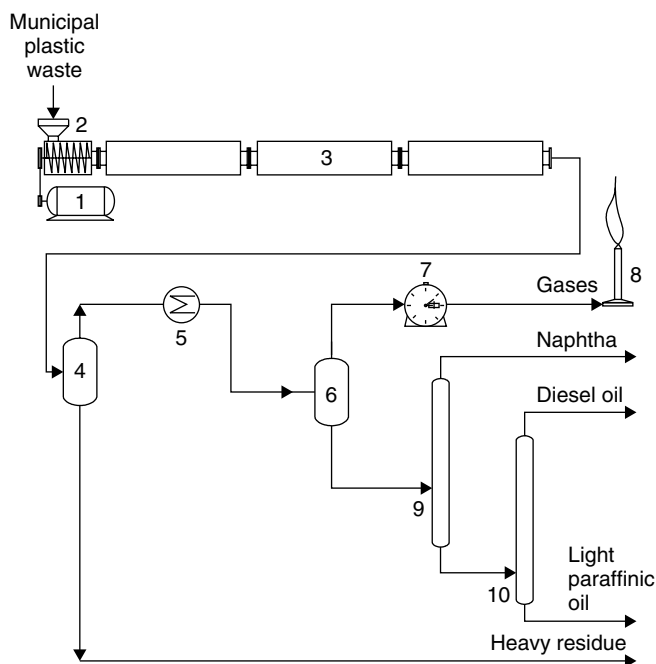 Municipal
plastic
waste
2
3
1
7
8
Gases
5
Naphtha
4
6
Diesel oil
9
10
Light
paraffinic
oil
Heavy residue